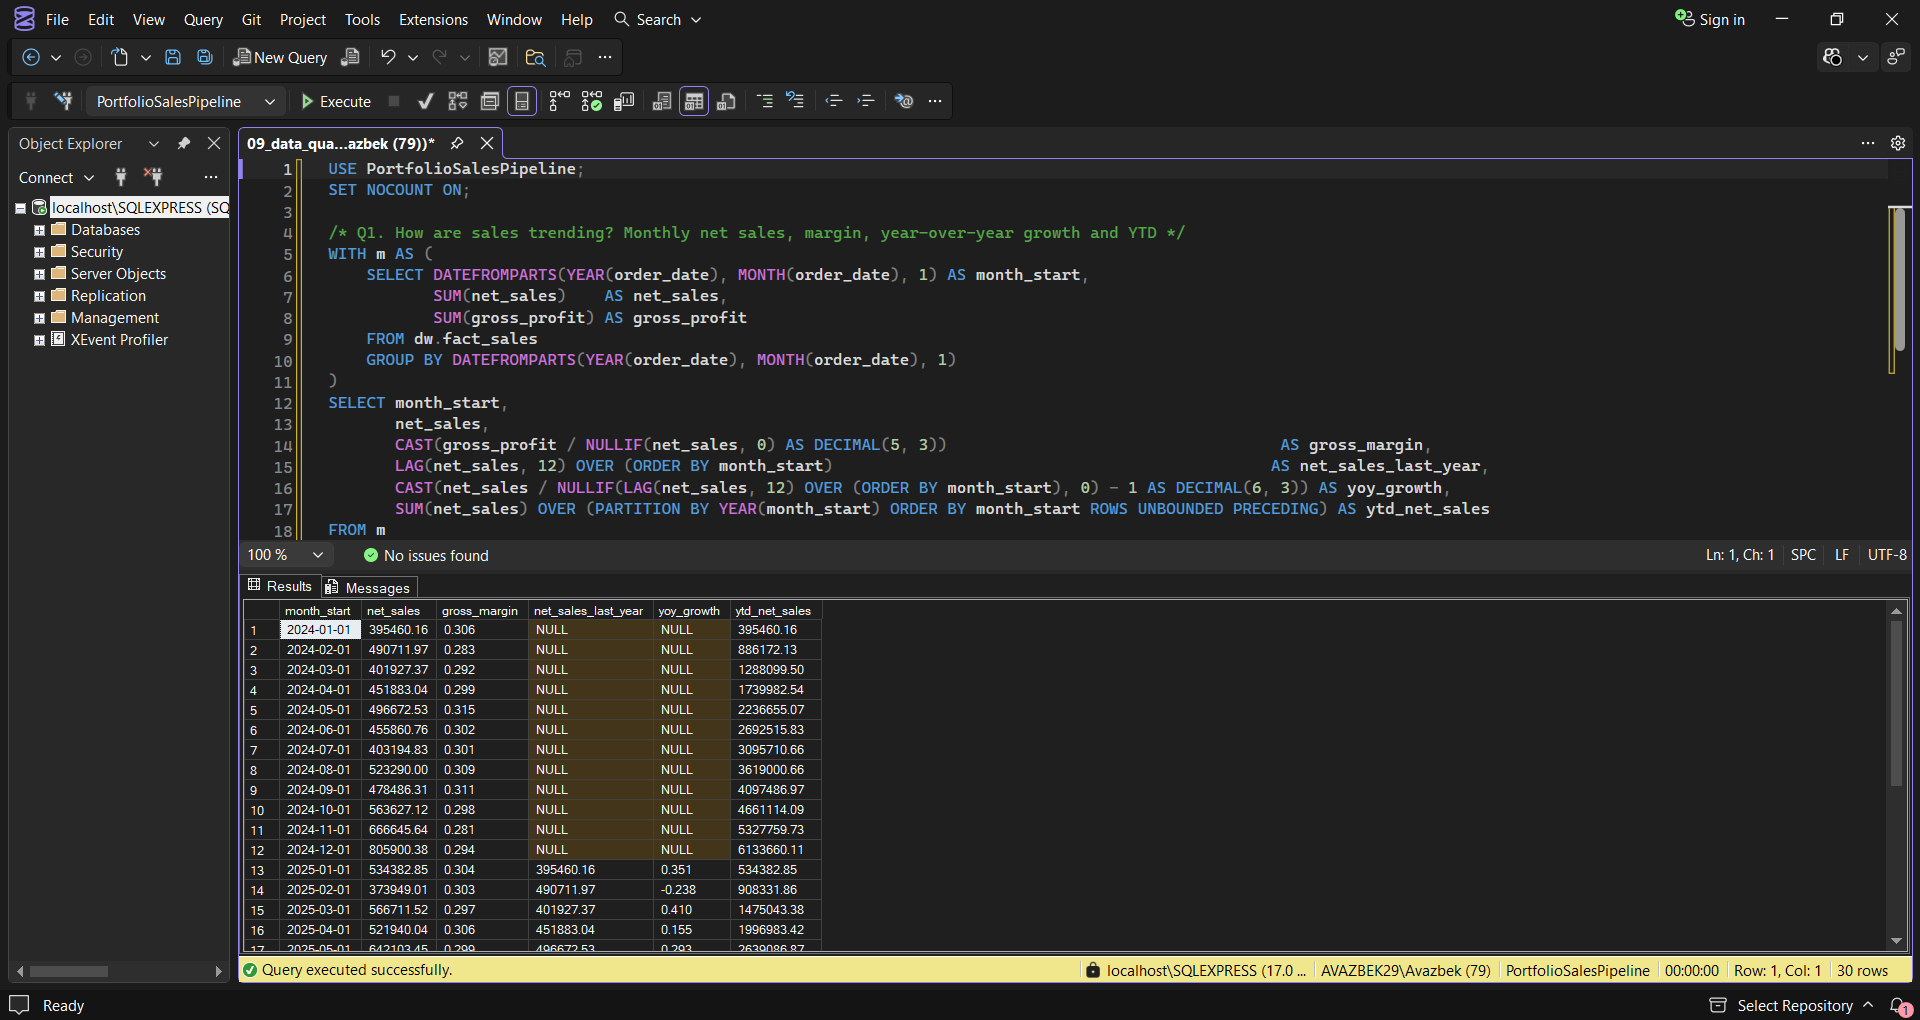 File Edit View Query Git Project Tools Extensions Window Help Search Sign in
New Query
PortfolioSalesPipeline Execute
Object Explorer
Connect
localhost\SQLEXPRESS (SQ
Databases
Security
Server Objects
Replication
Management
XEvent Profiler
09_data_qua...azbek (79))*
1 USE PortfolioSalesPipeline;
2 SET NOCOUNT ON;
3
4 /* Q1. How are sales trending? Monthly net sales, margin, year-over-year growth and YTD */
5 WITH m AS (
6 SELECT DATEFROMPARTS(YEAR(order_date), MONTH(order_date), 1) AS month_start,
7 SUM(net_sales) AS net_sales,
8 SUM(gross_profit) AS gross_profit
9 FROM dw.fact_sales
10 GROUP BY DATEFROMPARTS(YEAR(order_date), MONTH(order_date), 1)
11 )
12 SELECT month_start,
13 net_sales,
14 CAST(gross_profit / NULLIF(net_sales, 0) AS DECIMAL(5, 3)) AS gross_margin,
15 LAG(net_sales, 12) OVER (ORDER BY month_start) AS net_sales_last_year,
16 CAST(net_sales / NULLIF(LAG(net_sales, 12) OVER (ORDER BY month_start), 0) - 1 AS DECIMAL(6, 3)) AS yoy_growth,
17 SUM(net_sales) OVER (PARTITION BY YEAR(month_start) ORDER BY month_start ROWS UNBOUNDED PRECEDING) AS ytd_net_sales
18 FROM m
100 % No issues found Ln: 1, Ch: 1 SPC LF UTF-8
Results Messages
month_start net_sales gross_margin net_sales_last_year yoy_growth ytd_net_sales
1 2024-01-01 395460.16 0.306 NULL NULL 395460.16
2 2024-02-01 490711.97 0.283 NULL NULL 886172.13
3 2024-03-01 401927.37 0.292 NULL NULL 1288099.50
4 2024-04-01 451883.04 0.299 NULL NULL 1739982.54
5 2024-05-01 496672.53 0.315 NULL NULL 2236655.07
6 2024-06-01 455860.76 0.302 NULL NULL 2692515.83
7 2024-07-01 403194.83 0.301 NULL NULL 3095710.66
8 2024-08-01 523290.00 0.309 NULL NULL 3619000.66
9 2024-09-01 478486.31 0.311 NULL NULL 4097486.97
10 2024-10-01 563627.12 0.298 NULL NULL 4661114.09
11 2024-11-01 666645.64 0.281 NULL NULL 5327759.73
12 2024-12-01 805900.38 0.294 NULL NULL 6133660.11
13 2025-01-01 534382.85 0.304 395460.16 0.351 534382.85
14 2025-02-01 373949.01 0.303 490711.97 -0.238 908331.86
15 2025-03-01 566711.52 0.297 401927.37 0.410 1475043.38
16 2025-04-01 521940.04 0.306 451883.04 0.155 1996983.42
17 2025-05-01 642103.45 0.299 496672.53 0.293 2639086.87
Query executed successfully. localhost\SQLEXPRESS (17.0 ... AVAZBEK29\Avazbek (79) PortfolioSalesPipeline 00:00:00 Row: 1, Col: 1 30 rows
Ready Select Repository 1